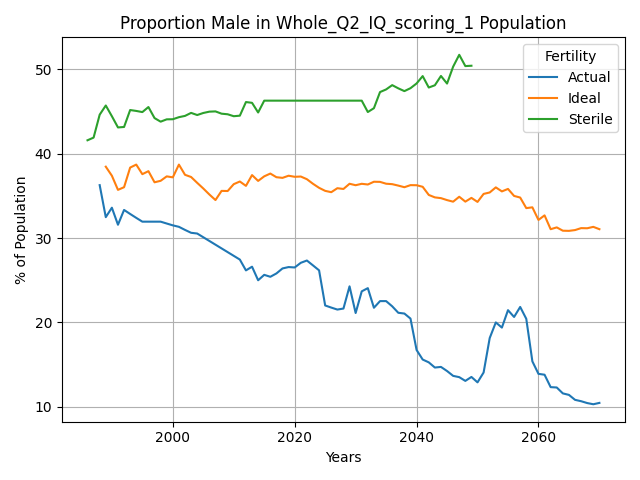 Proportion Male in Whole_Q2_IQ_scoring_1 Population
% of Population
50
40
30
20
10
Fertility
Actual
Ideal
Sterile
2000
2020
2040
2060
Years